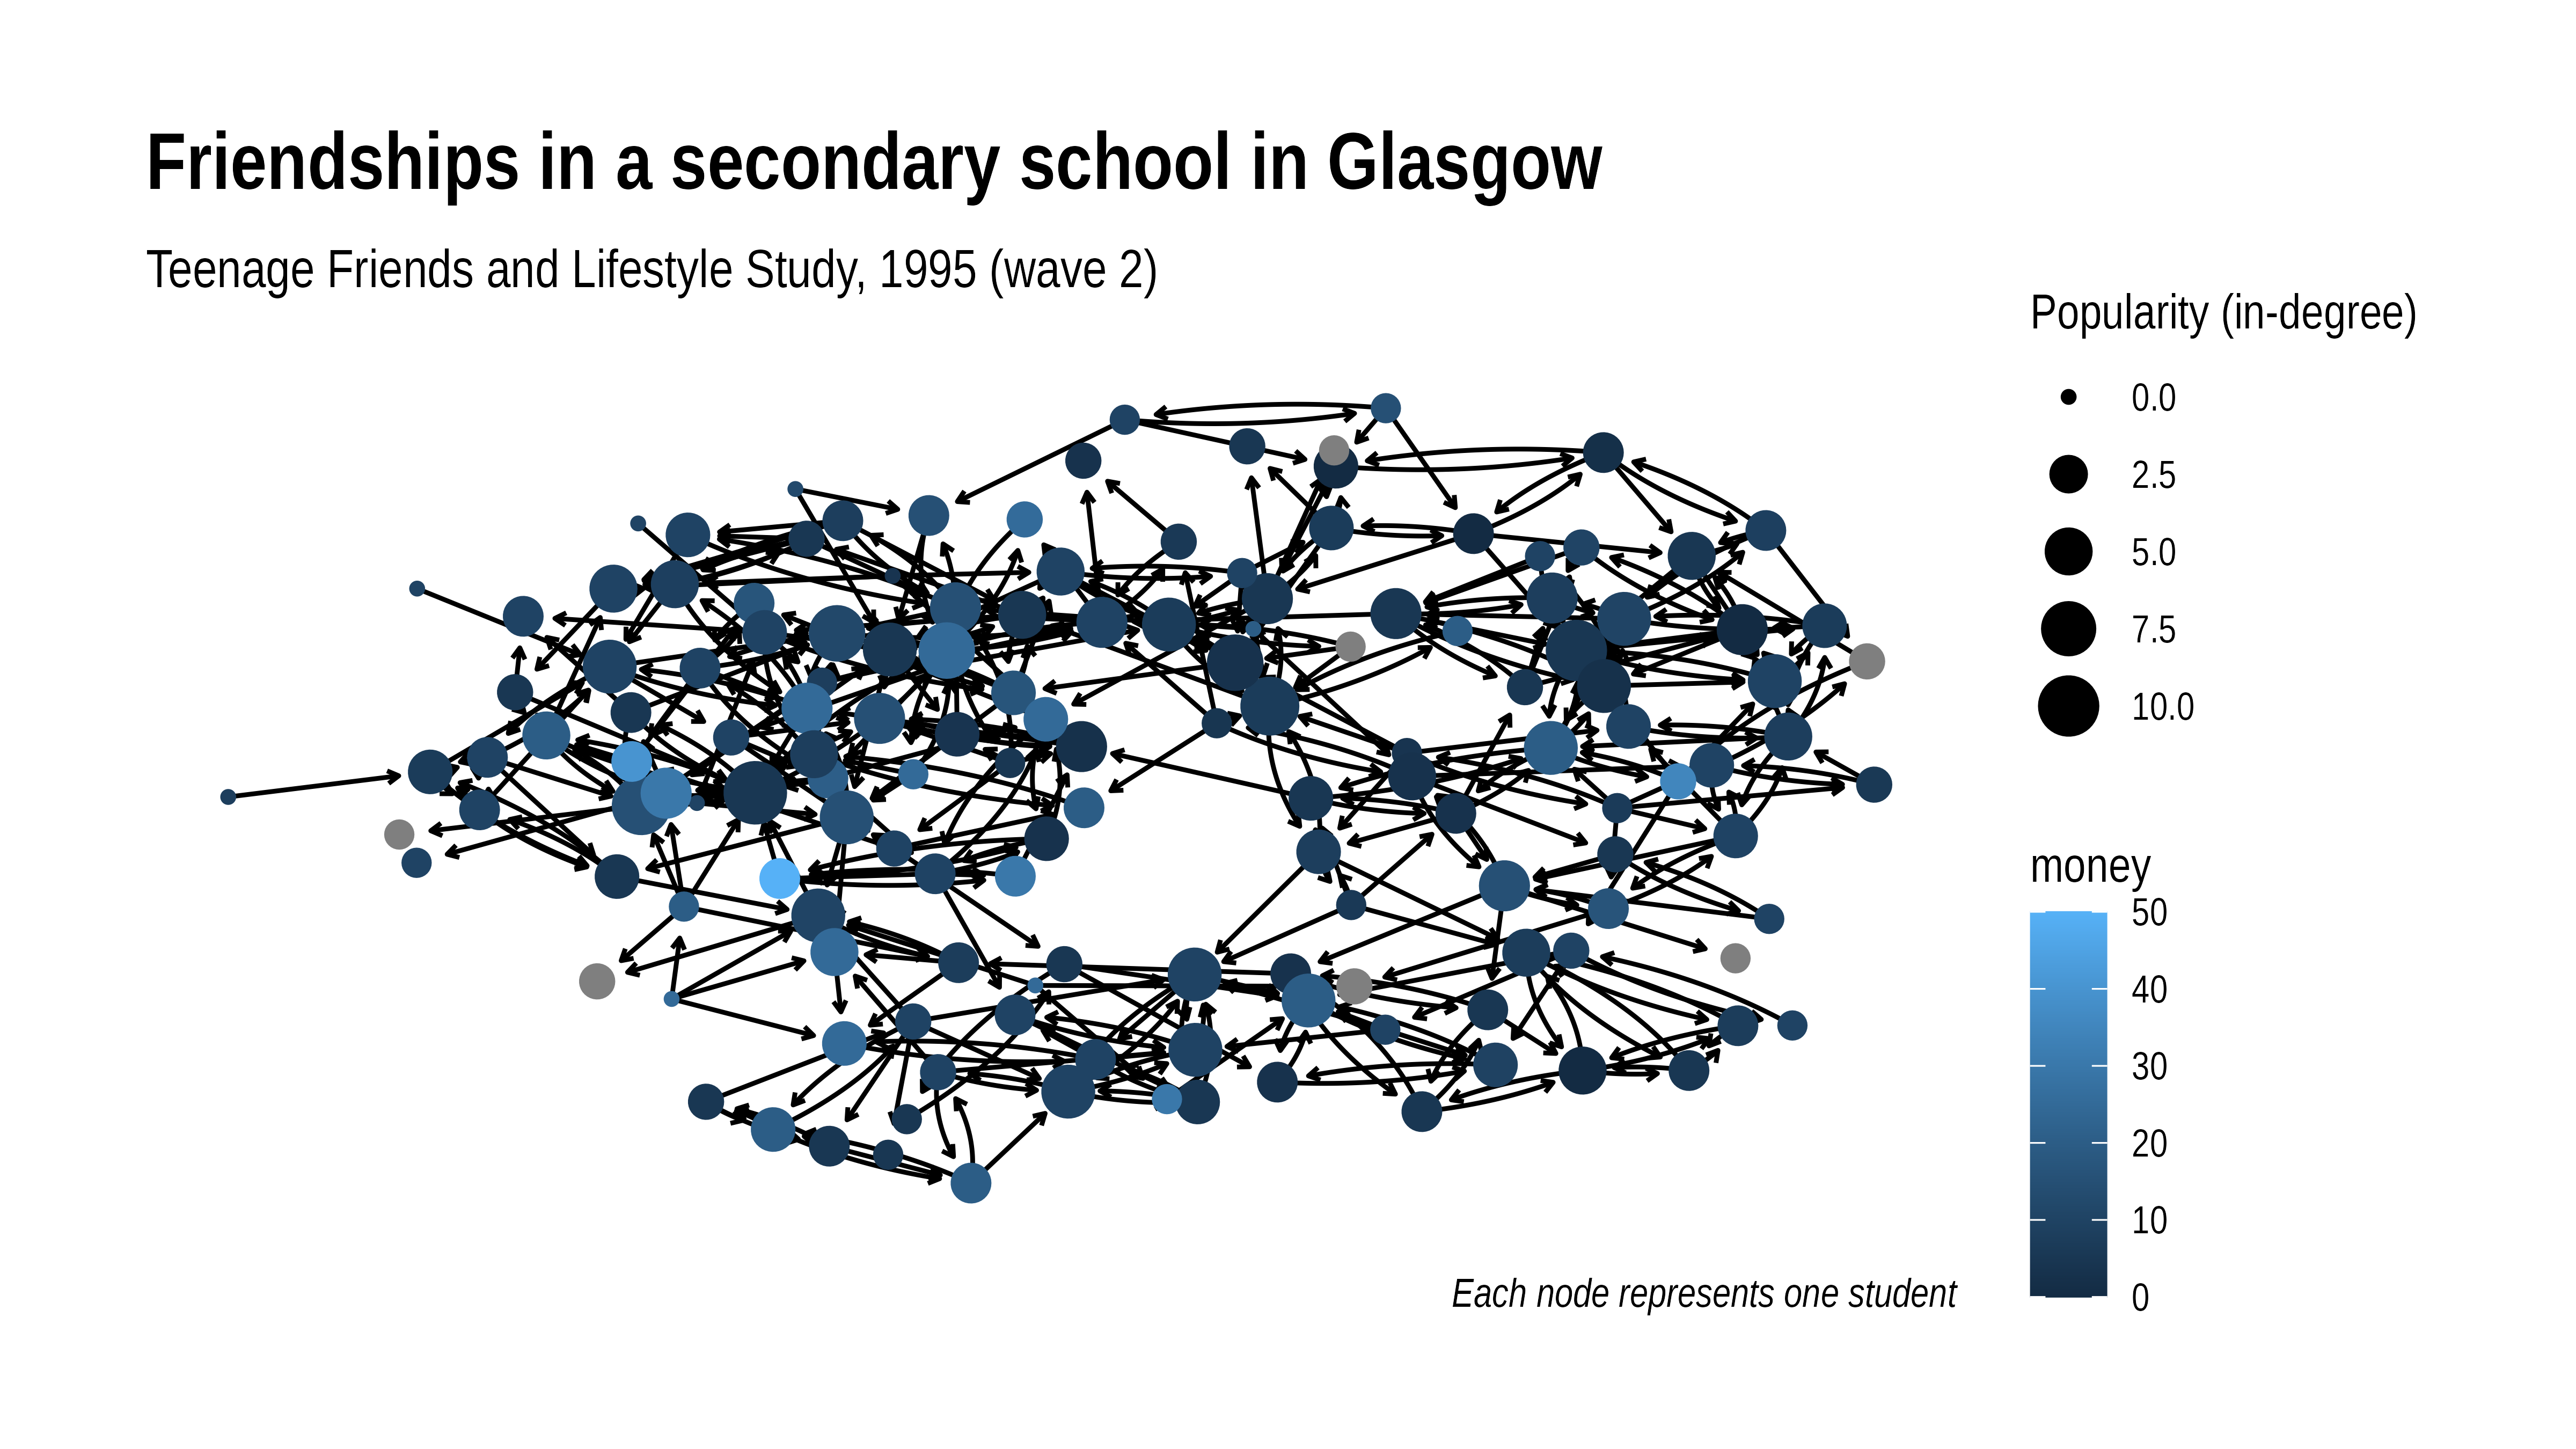 Friendships in a secondary school in Glasgow
Teenage Friends and Lifestyle Study, 1995 (wave 2)
Popularity (in-degree)
0.0
2.5
5.0
7.5
10.0
money
50
40
30
20
10
0
Each node represents one student